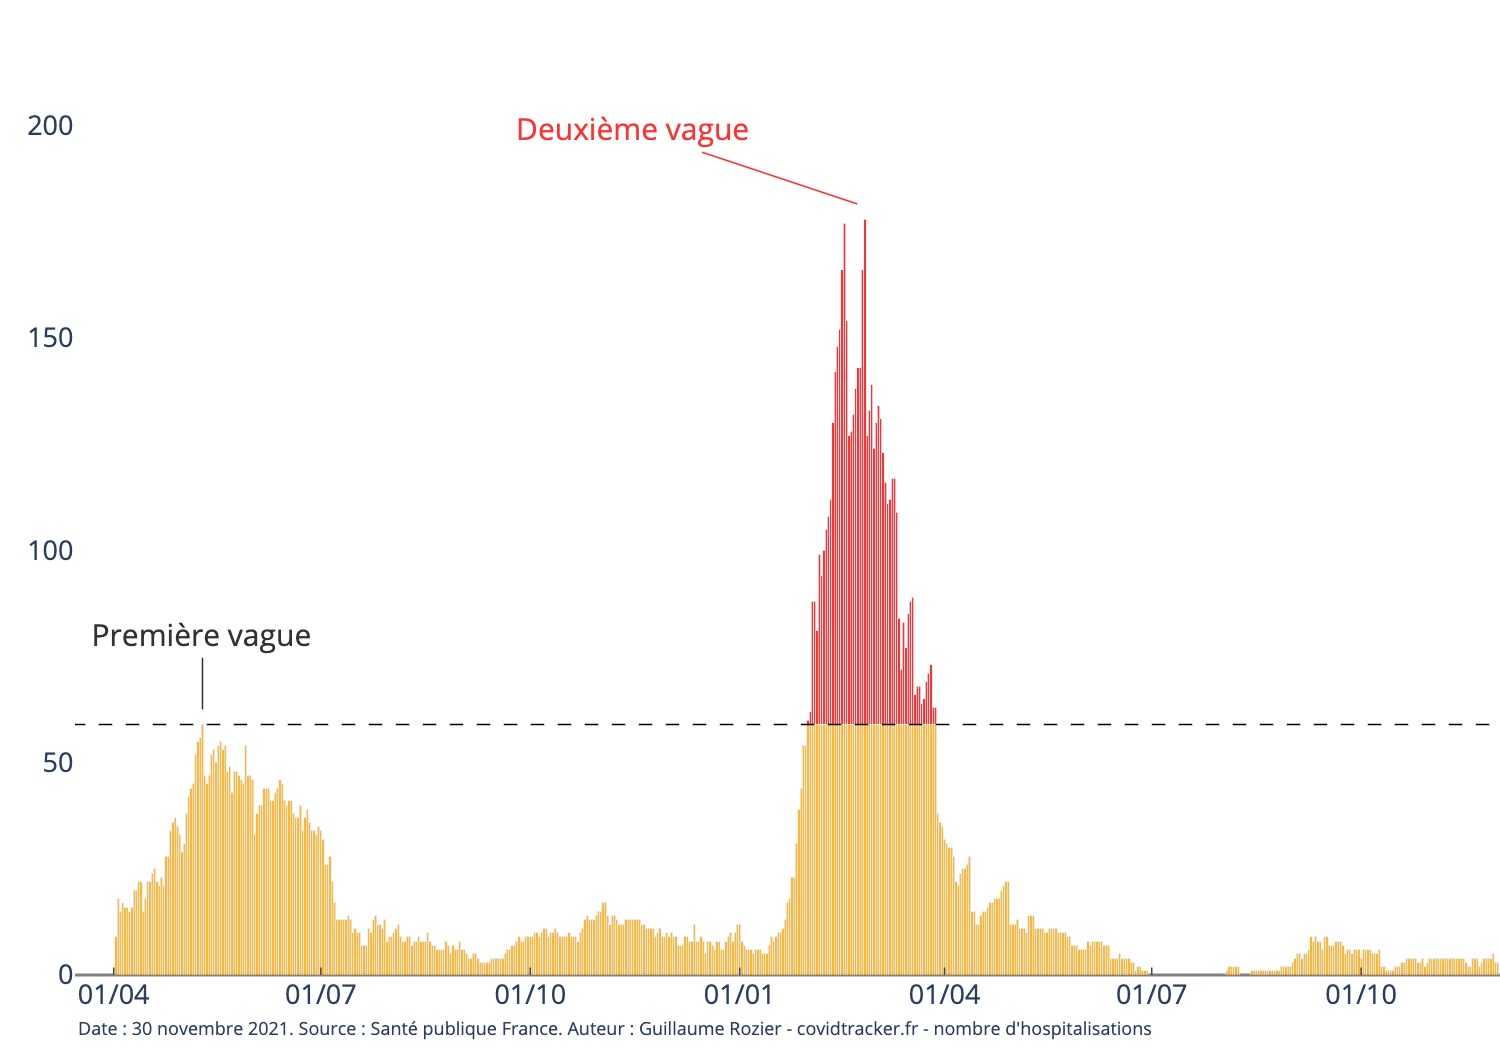 200
Deuxième vague
150
100
Première vague
50
0
01/04 01/07 01/10 01/01 01/04 01/07 01/10
Date : 30 novembre 2021. Source : Santé publique France. Auteur : Guillaume Rozier - covidtracker.fr - nombre d'hospitalisations